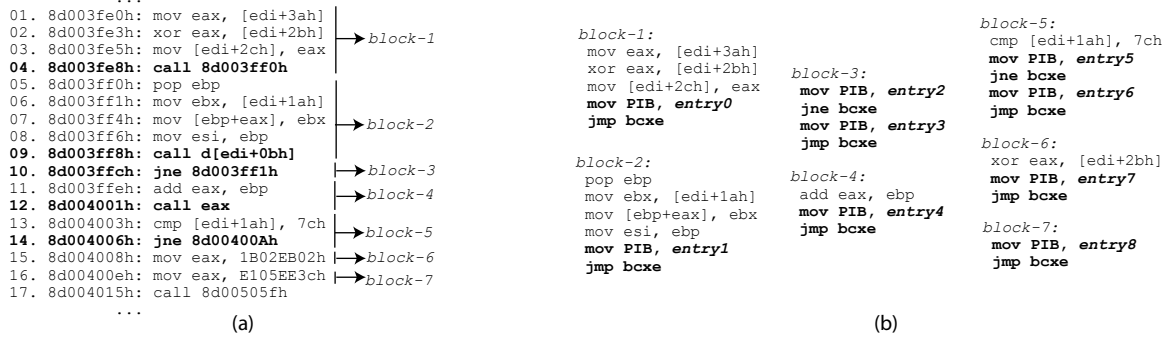 ...
01. 8d003fe0h: mov eax, [edi+3ah]
02. 8d003fe3h: xor eax, [edi+2bh]
03. 8d003fe5h: mov [edi+2ch], eax
04. 8d003fe8h: call 8d003ff0h
05. 8d003ff0h: pop ebp
06. 8d003ff1h: mov ebx, [edi+1ah]
07. 8d003ff4h: mov [ebp+eax], ebx
08. 8d003ff6h: mov esi, ebp
09. 8d003ff8h: call d[edi+0bh]
10. 8d003ffch: jne 8d003ff1h
11. 8d003ffeh: add eax, ebp
12. 8d004001h: call eax
13. 8d004003h: cmp [edi+1ah], 7ch
14. 8d004006h: jne 8d00400Ah
15. 8d004008h: mov eax, 1B02EB02h
16. 8d00400eh: mov eax, E105EE3ch
17. 8d004015h: call 8d00505fh
...
block-1
block-2
block-3
block-4
block-5
block-6
block-7
(a)
block-1:
mov eax, [edi+3ah]
xor eax, [edi+2bh]
mov [edi+2ch], eax
mov PIB, entry0
jmp bcxe
block-2:
pop ebp
mov ebx, [edi+1ah]
mov [ebp+eax], ebx
mov esi, ebp
mov PIB, entry1
jmp bcxe
block-3:
mov PIB, entry2
jne bcxe
mov PIB, entry3
jmp bcxe
block-4:
add eax, ebp
mov PIB, entry4
jmp bcxe
block-5:
cmp [edi+1ah], 7ch
mov PIB, entry5
jne bcxe
mov PIB, entry6
jmp bcxe
block-6:
xor eax, [edi+2bh]
mov PIB, entry7
jmp bcxe
block-7:
mov PIB, entry8
jmp bcxe
(b)